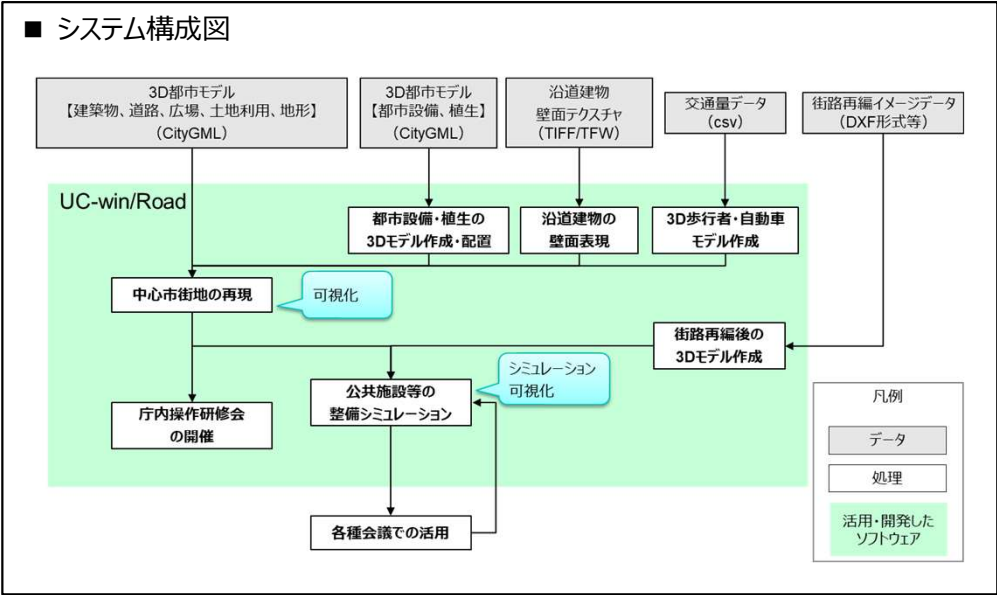 ■ システム構成図
3D都市モデル
【建築物、道路、広場、土地利用、地形】
（CityGML）
3D都市モデル
【都市設備、植生】
（CityGML）
沿道建物
壁面テクスチャ
（TIFF/TFW）
交通量データ
（csv）
街路再編イメージデータ
（DXF形式等）
UC-win/Road
都市設備・植生の
3Dモデル作成・配置
沿道建物の
壁面表現
3D歩行者・自動車
モデル作成
中心市街地の再現
可視化
街路再編後の
3Dモデル作成
シミュレーション
可視化
公共施設等の
整備シミュレーション
庁内操作研修会
の開催
各種会議での活用
凡例
データ
処理
活用・開発した
ソフトウェア